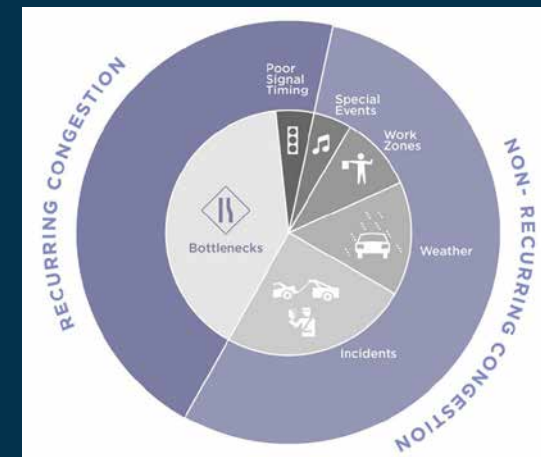 RECURRING CONGESTION
Poor
Signal
Timing
Special
Events
Work
Zones
Bottlenecks
Weather
Incidents
NON- RECURRING CONGESTION